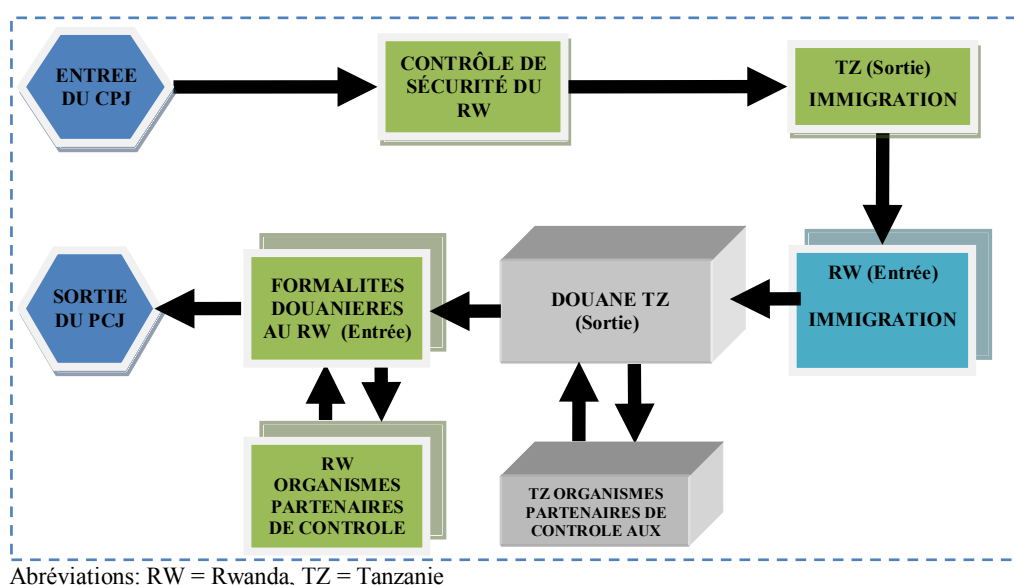 ENTREE
DU CPJ
CONTRÔLE DE
SÉCURITÉ DU
RW
TZ (Sortie)
IMMIGRATION
RW (Entrée)
IMMIGRATION
DOUANE TZ
(Sortie)
FORMALITES
DOUANIERES
AU RW (Entrée)
SORTIE
DU PCJ
RW
ORGANISMES
PARTENAIRES
DE CONTROLE
TZ ORGANISMES
PARTENAIRES DE
CONTROLE AUX
Abréviations: RW = Rwanda, TZ = Tanzanie